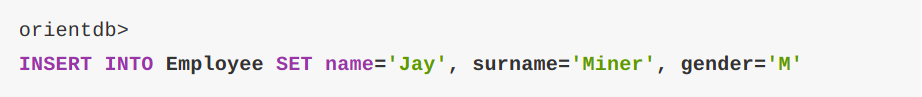 orientdb>
INSERT INTO Employee SET name='Jay', surname='Miner', gender='M'